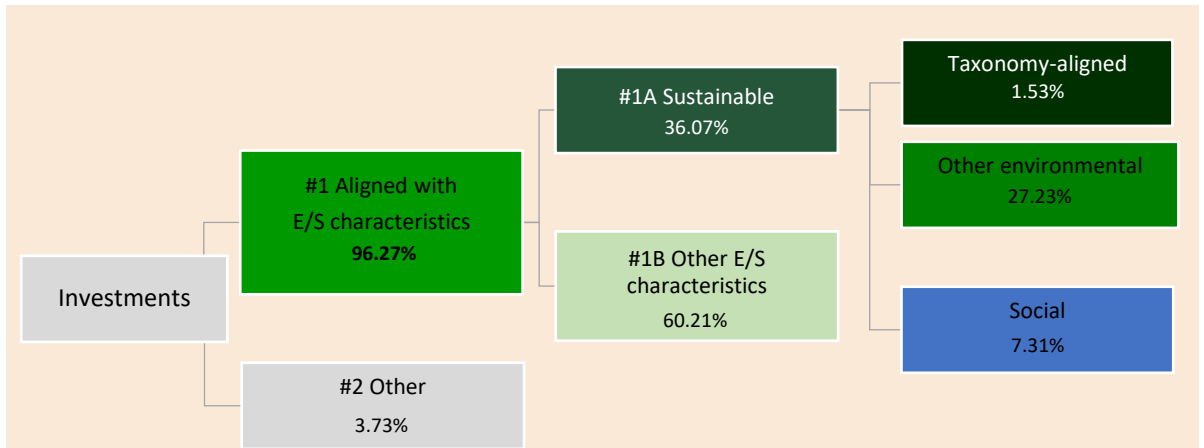 Investments
#1 Aligned with
E/S characteristics
96.27%
#2 Other
3.73%
#1A Sustainable
36.07%
#1B Other E/S
characteristics
60.21%
Taxonomy-aligned
1.53%
Other environmental
27.23%
Social
7.31%